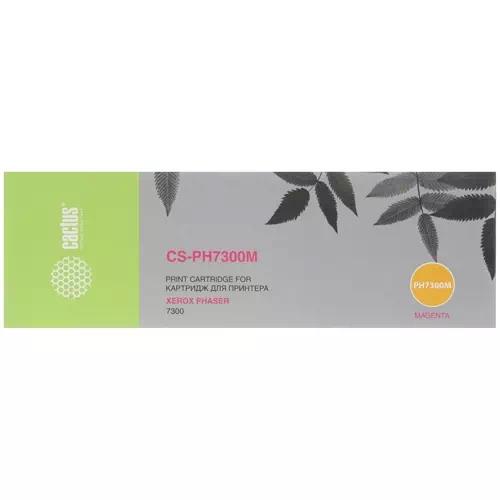 cactus
CS-PH7300M
PRINT CARTRIDGE FOR
КАРТРИДЖ ДЛЯ ПРИНТЕРА
XEROX PHASER
7300
PH7300M
MAGENTA